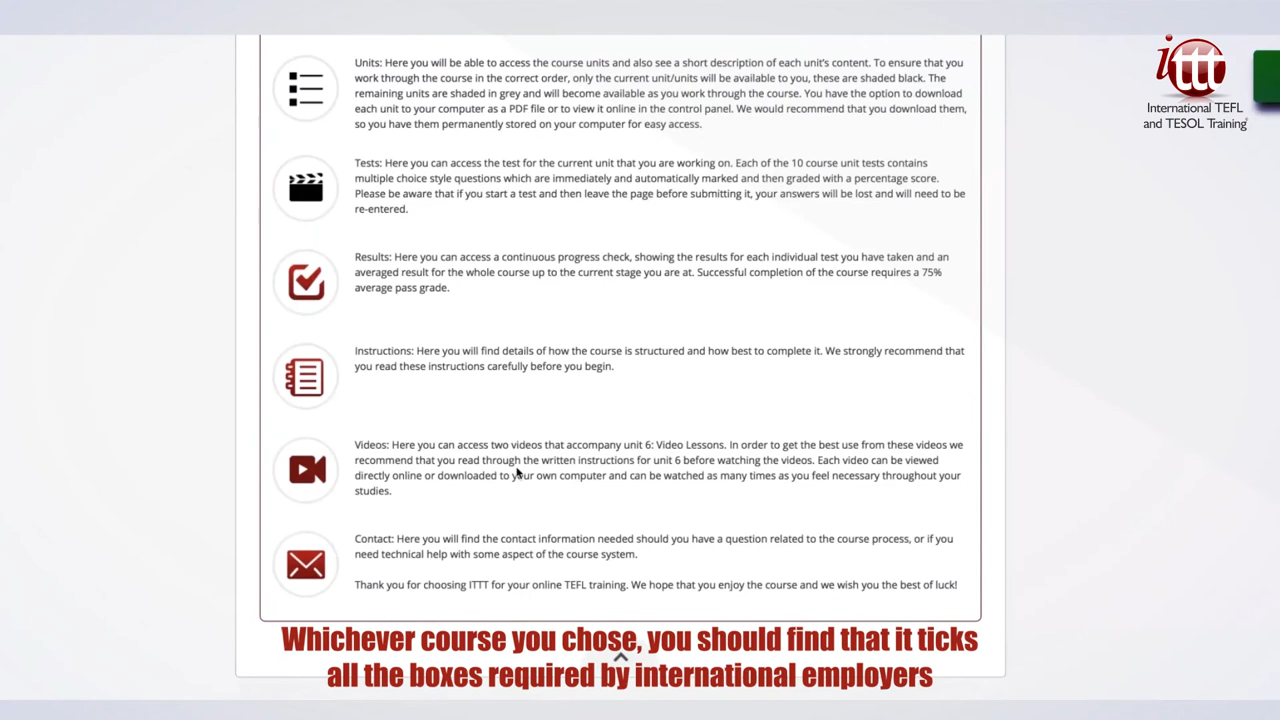 Units: Here you will be able to access the course units and also see a short description of each unit's content. To ensure that you
work through the course in the correct order, only the current unit/units will be available to you, these are shaded black. The
remaining units are shaded in grey and will become available as you work through the course. You have the option to download
each unit to your computer as a PDF file or to view it online in the control panel. We would recommend that you download them,
so you have them permanently stored on your computer for easy access.
Tests: Here you can access the test for the current unit that you are working on. Each of the 10 course unit tests contains
multiple choice style questions which are immediately and automatically marked and then graded with a percentage score.
Please be aware that if you start a test and then leave the page before submitting it, your answers will be lost and will need to be
re-entered.
Results: Here you can access a continuous progress check, showing the results for each individual test you have taken and an
averaged result for the whole course up to the current stage you are at. Successful completion of the course requires a 75%
average pass grade.
Instructions: Here you will find details of how the course is structured and how best to complete it. We strongly recommend that
you read these instructions carefully before you begin.
Videos: Here you can access two videos that accompany unit 6: Video Lessons. In order to get the best use from these videos we
recommend that you read through the written instructions for unit 6 before watching the videos. Each video can be viewed
directly online or downloaded to your own computer and can be watched as many times as you feel necessary throughout your
studies.
Contact: Here you will find the contact information needed should you have a question related to the course process, or if you
need technical help with some aspect of the course system.
Thank you for choosing ITTT for your online TEFL training. We hope that you enjoy the course and we wish you the best of luck!
Whichever course you chose, you should find that it ticks
all the boxes required by international employers
ittt
International TEFL
and TESOL Training